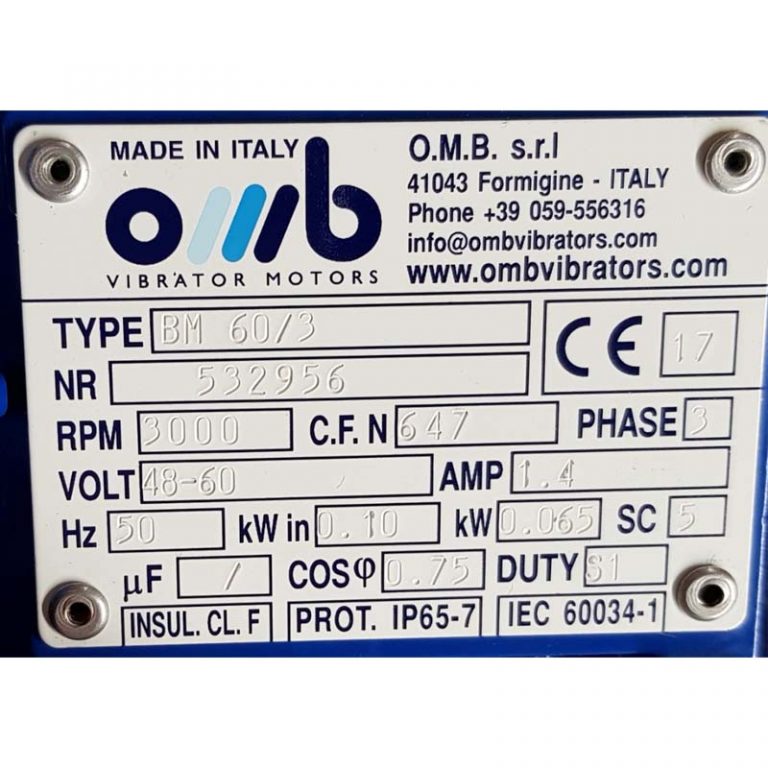 MADE IN ITALY
omb
VIBRATOR MOTORS
O.M.B. s.r.l
41043 Formigine - ITALY
Phone +39 059-556316
info@ombvibrators.com
www.ombvibrators.com
TYPE BM 60/3
CE 17
NR 532956
RPM 3000 C.F. N 647 PHASE 3
VOLT 48-60 AMP 1.4
Hz 50 kW in 0.10 kW 0.065 SC 5
µF / COSφ 0.75 DUTY S1
INSUL. CL. F PROT. IP65-7 IEC 60034-1